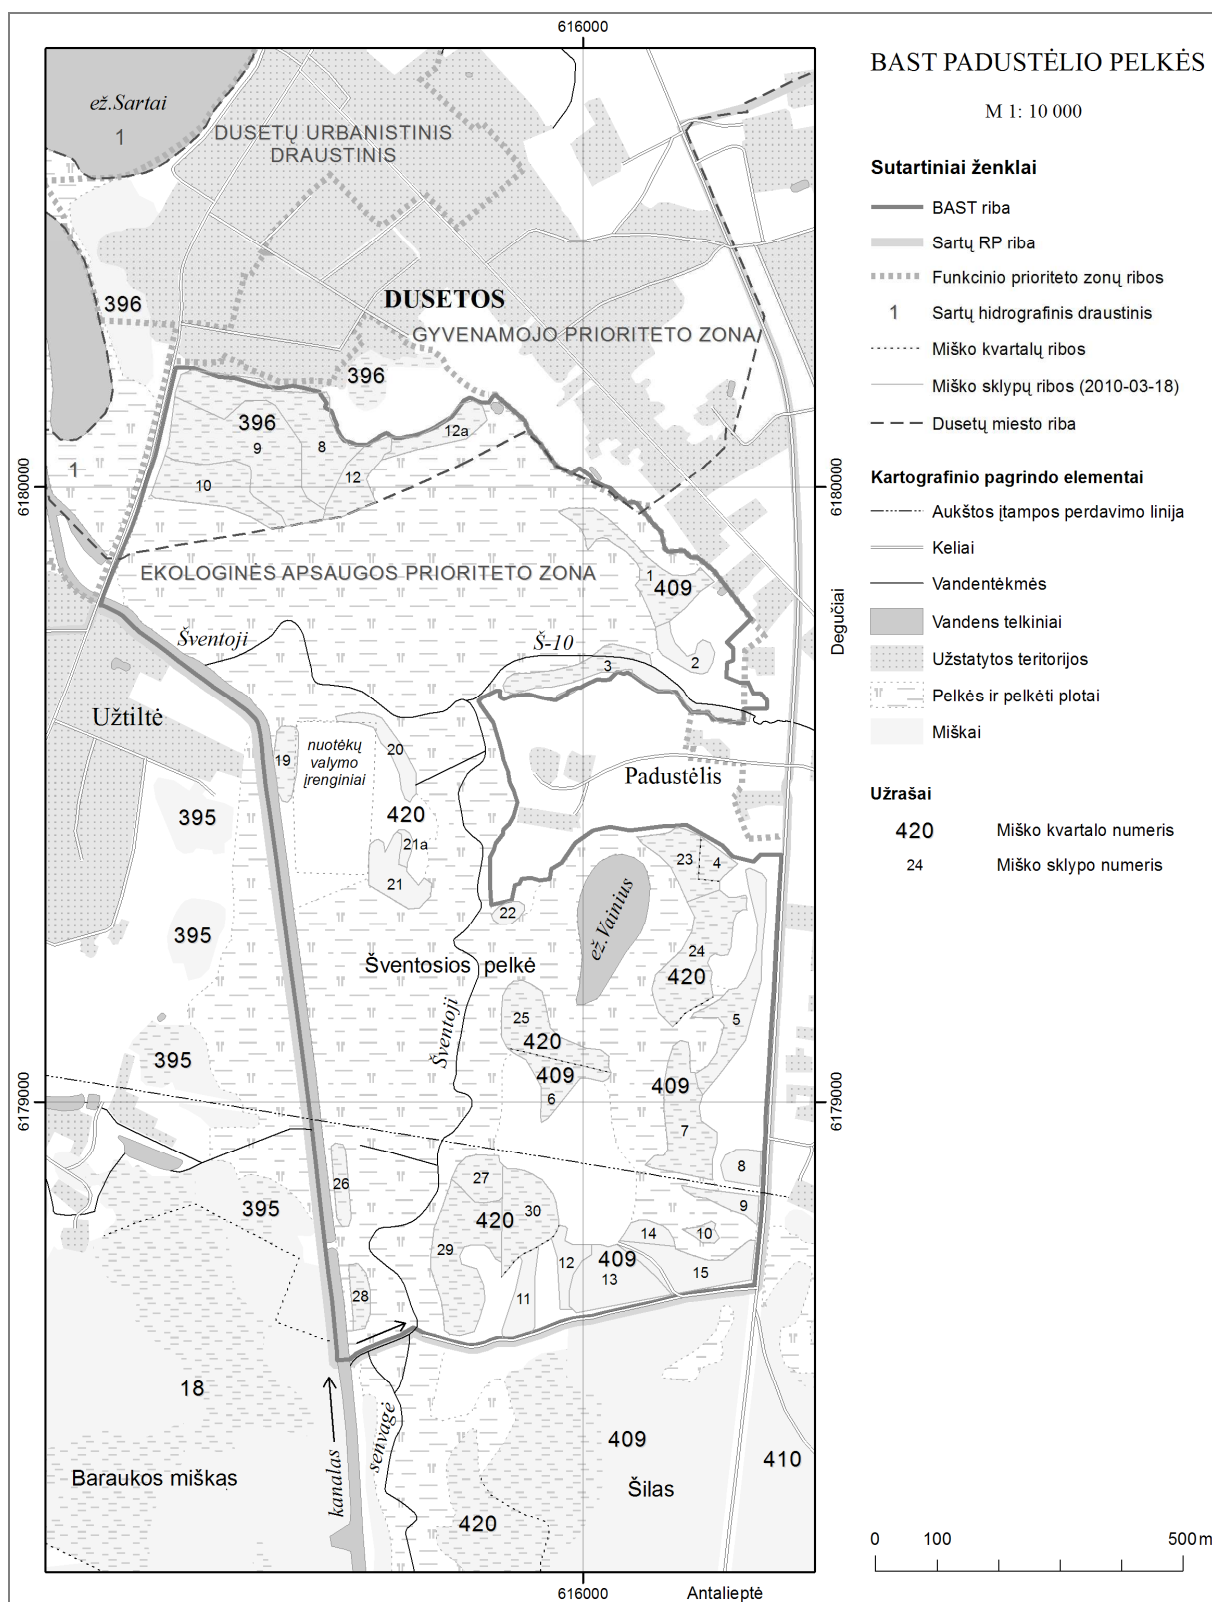 616000
BAST PADUSTĖLIO PELKĖS
M 1: 10 000
Sutartiniai ženklai
BAST riba
Sartų RP riba
Funkcinio prioriteto zonų ribos
1
Sartų hidrografinis draustinis
Miško kvartalų ribos
Miško sklypų ribos (2010-03-18)
Dusetų miesto riba
Kartografinio pagrindo elementai
Aukštos įtampos perdavimo linija
Keliai
Vandentėkmės
Vandens telkiniai
Užstatytos teritorijos
Pelkės ir pelkėti plotai
Miškai
Užrašai
420
Miško kvartalo numeris
24
Miško sklypo numeris
0 100 500 m
ež.Sartai
1
DUSETŲ URBANISTINIS
DRAUSTINIS
396
DUSETOS
GYVENAMOJO PRIORITETO ZONA
396
396
9
8
12a
12
10
1
6180000
6180000
EKOLOGINĖS APSAUGOS PRIORITETO ZONA
1
409
Šventoji
Š-10
3
2
Degučiai
Užtiltė
19
nuotėkų
valymo
įrenginiai
20
Padustėlis
395
420
21a
21
23
4
22
ež.Vainius
395
24
Šventosios pelkė
420
Šventoji
25
5
420
395
409
409
6
6179000
6179000
7
8
26
27
9
395
420
30
14
10
29
12
409
13
15
28
11
18
kanalas
senvagė
409
410
Baraukos miškas
Šilas
420
616000
Antalieptė